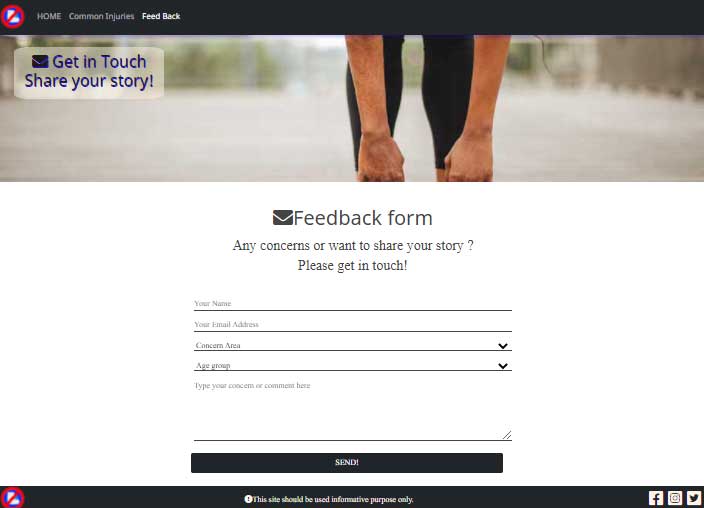 HOME Common Injuries Feed Back
Get in Touch
Share your story!
Feedback form
Any concerns or want to share your story ?
Please get in touch!
Your Name
Your Email Address
Concern Area
Age group
Type your concern or comment here
SEND!
This site should be used informative purpose only.